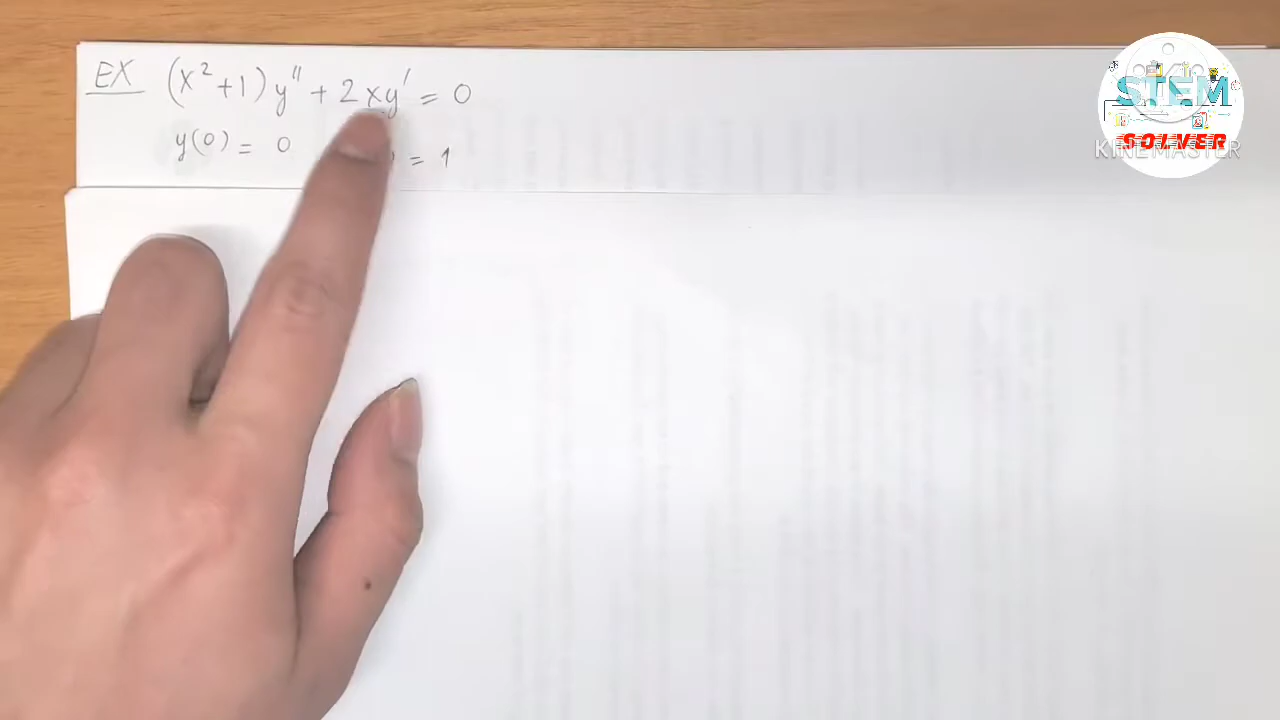 EX (x² + 1) y" + 2xy' = 0
y(0) = 0 = 1
STEM
SOLVER
KINEMASTER